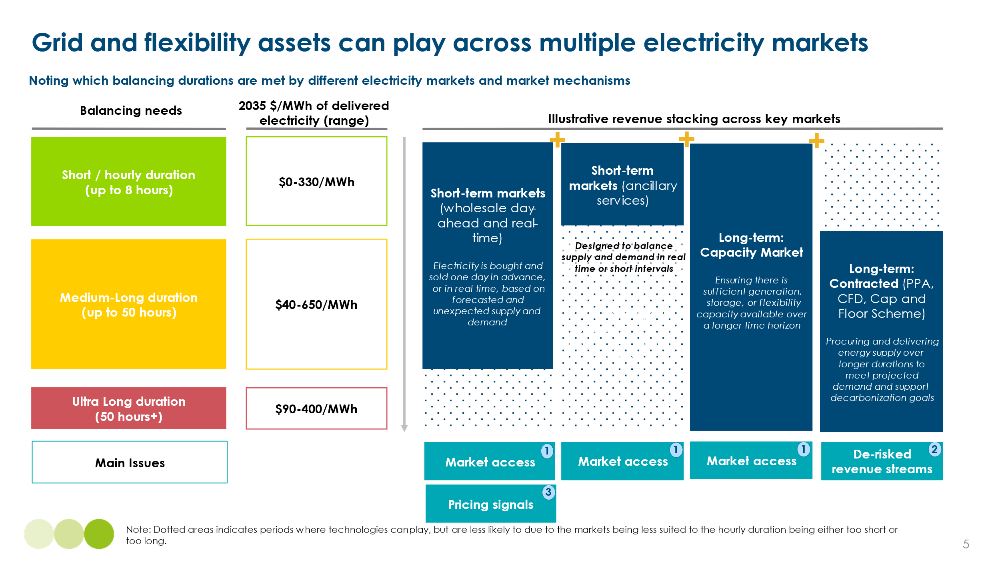 Grid and flexibility assets can play across multiple electricity markets
Noting which balancing durations are met by different electricity markets and market mechanisms
Balancing needs
2035 $/MWh of delivered
electricity (range)
Illustrative revenue stacking across key markets
Short / hourly duration
(up to 8 hours)
$0-330/MWh
Medium-Long duration
(up to 50 hours)
$40-650/MWh
Ultra Long duration
(50 hours+)
$90-400/MWh
Short-term markets
(wholesale day-
ahead and real-
time)
Electricity is bought and
sold one day in advance,
or in real time, based on
forecasted and
unexpected supply and
demand
Short-term
markets (ancillary
services)
Designed to balance
supply and demand in real
time or short intervals
Long-term:
Capacity Market
Ensuring there is
sufficient generation,
storage, or flexibility
capacity available over
a longer time horizon
Long-term:
Contracted (PPA,
CFD, Cap and
Floor Scheme)
Procuring and delivering
energy supply over
longer durations to
meet projected
demand and support
decarbonization goals
Main Issues
Market access
1
Market access
1
Market access
1
De-risked
revenue streams
2
Pricing signals
3
Note: Dotted areas indicates periods where technologies can play, but are less likely to due to the markets being less suited to the hourly duration being either too short or
too long.
5